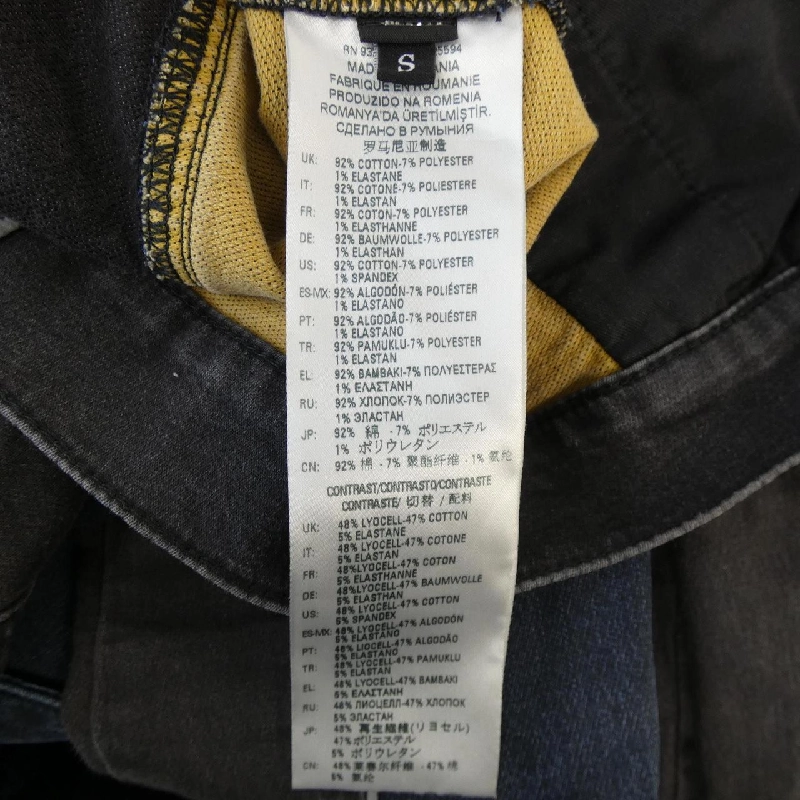 S
RN 93 5594
MAD ANIA
FABRIQUÉ EN ROUMANIE
PRODUZIDO NA ROMENIA
ROMANYA'DA ÜRETİLMİŞTİR.
СДЕЛАНО В РУМЫНИЯ
罗马尼亚制造
UK: 92% COTTON-7% POLYESTER
1% ELASTANE
IT: 92% COTONE-7% POLIESTERE
1% ELASTAN
FR: 92% COTON-7% POLYESTER
1% ELASTHANNE
DE: 92% BAUMWOLLE-7% POLYESTER
1% ELASTHAN
US: 92% COTTON-7% POLYESTER
1% SPANDEX
ES-MX: 92% ALGODÓN-7% POLIÉSTER
1% ELASTANO
PT: 92% ALGODÃO-7% POLIÉSTER
1% ELASTANO
TR: 92% PAMUKLU-7% POLYESTER
1% ELASTAN
EL: 92% ΒΑΜΒΑΚΙ-7% ΠΟΛΥΕΣΤΕΡΑΣ
1% ΕΛΑΣΤΑΝΗ
RU: 92% ХЛОПОК-7% ПОЛИЭСТЕР
1% ЭЛАСТАН
JP: 92% 綿 -7% ポリエステル
1% ポリウレタン
CN: 92% 棉 -7% 聚酯纤维 -1% 氨纶
CONTRAST/CONTRASTO/CONTRASTE
CONTRASTE/ 切替 / 配料
UK: 48% LYOCELL-47% COTTON
5% ELASTANE
IT: 48% LYOCELL-47% COTONE
5% ELASTAN
FR: 48%LYOCELL-47% COTON
5% ELASTHANNE
DE: 48%LYOCELL-47% BAUMWOLLE
5% ELASTHAN
US: 48% LYOCELL-47% COTTON
5% SPANDEX
ES-MX: 48% LYOCELL-47% ALGODÓN
5% ELASTANO
PT: 48% LIOCELL-47% ALGODÃO
5% ELASTANO
TR: 48% LYOCELL-47% PAMUKLU
5% ELASTAN
EL: 48% LYOCELL-47% ΒΑΜΒΑΚΙ
5% ΕΛΑΣΤΑΝΗ
RU: 48% ЛИОЦЕЛЛ-47% ХЛОПОК
5% ЭЛАСТАН
JP: 48% 再生繊維(リヨセル)
47%ポリエステル
5% ポリウレタン
CN: 48% 莱赛尔纤维 -47% 棉
5% 氨纶